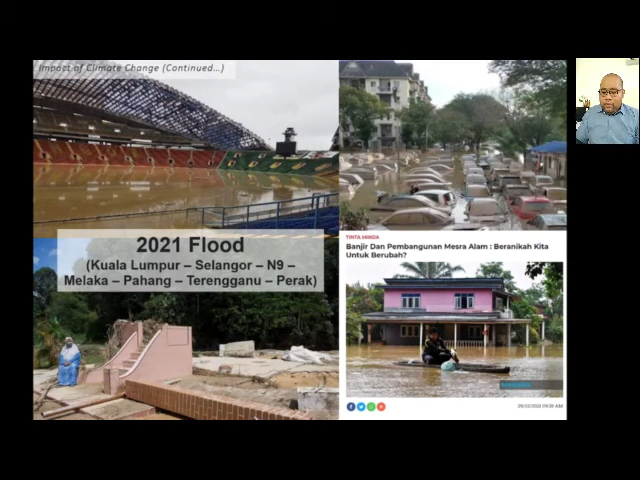 Impact of Climate Change (Continued…)
2021 Flood
(Kuala Lumpur – Selangor – N9 –
Melaka – Pahang – Terengganu – Perak)
TINTA MINDA
Banjir Dan Pembangunan Mesra Alam : Beranikah Kita
Untuk Berubah?